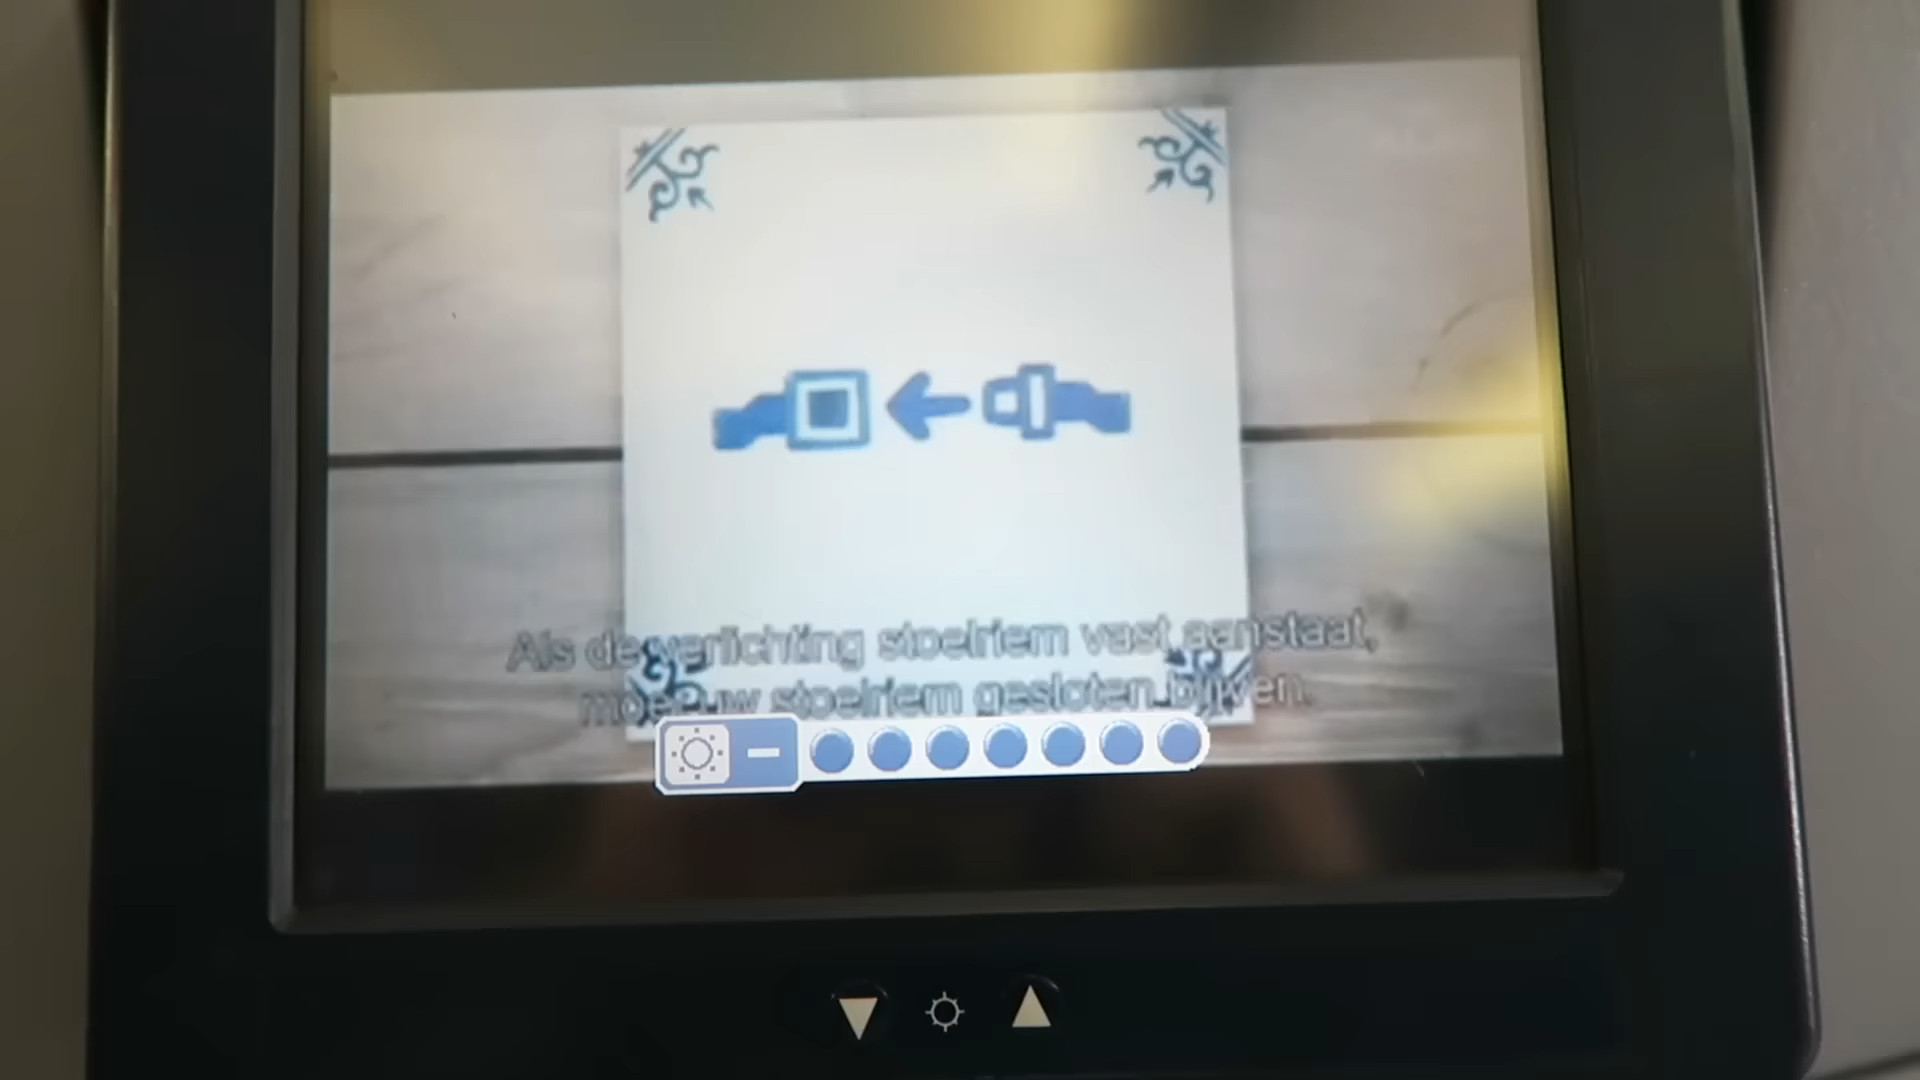 Als de verlichting stoelriem vast aanstaat,
moet uw stoelriem gesloten blijven.